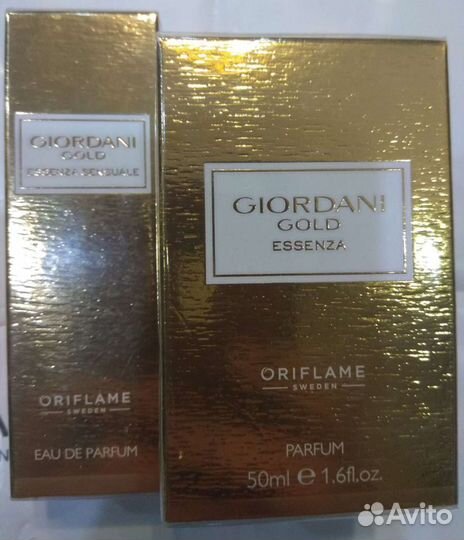 GIORDANI
GOLD
ESSENZA SENSUALE
ORIFLAME
SWEDEN
EAU DE PARFUM
GIORDANI
GOLD
ESSENZA
ORIFLAME
SWEDEN
PARFUM
50ml e 1.6fl.oz.
A
N
Avito